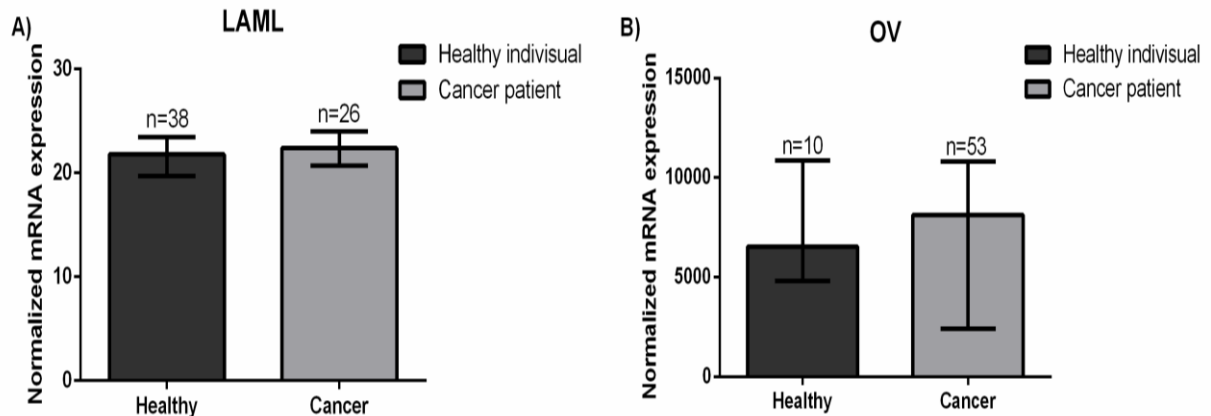 A)
LAML
Healthy indivisual
Cancer patient
Normalized mRNA expression
30
20
10
0
n=38
n=26
Healthy
Cancer
B)
OV
Healthy indivisual
Cancer patient
Normalized mRNA expression
15000
10000
5000
0
n=10
n=53
Healthy
Cancer